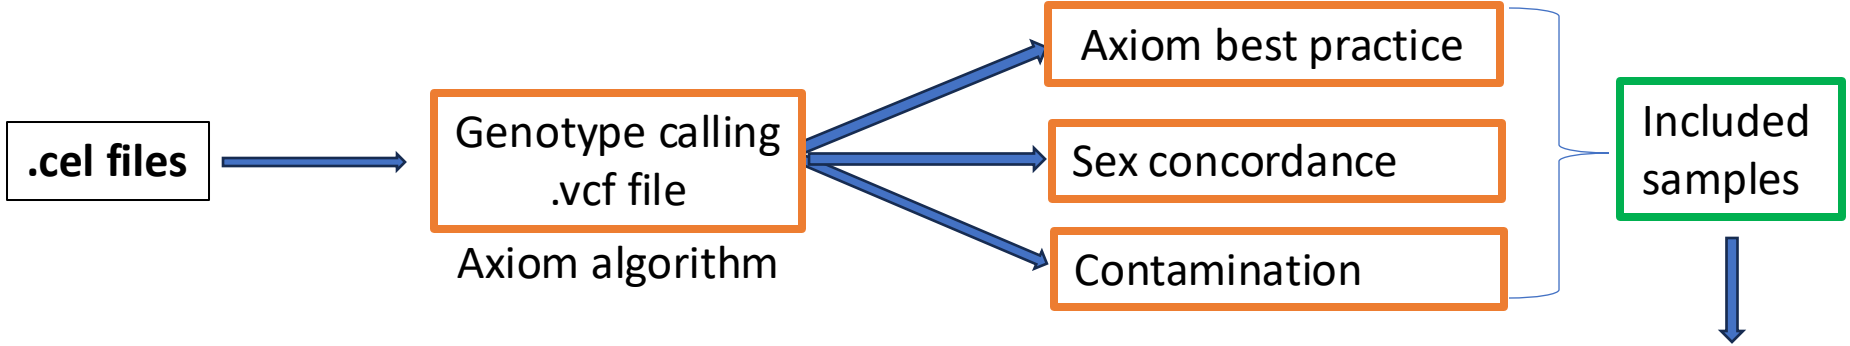 .cel files
Genotype calling
.vcf file
Axiom algorithm
Axiom best practice
Sex concordance
Contamination
Included
samples